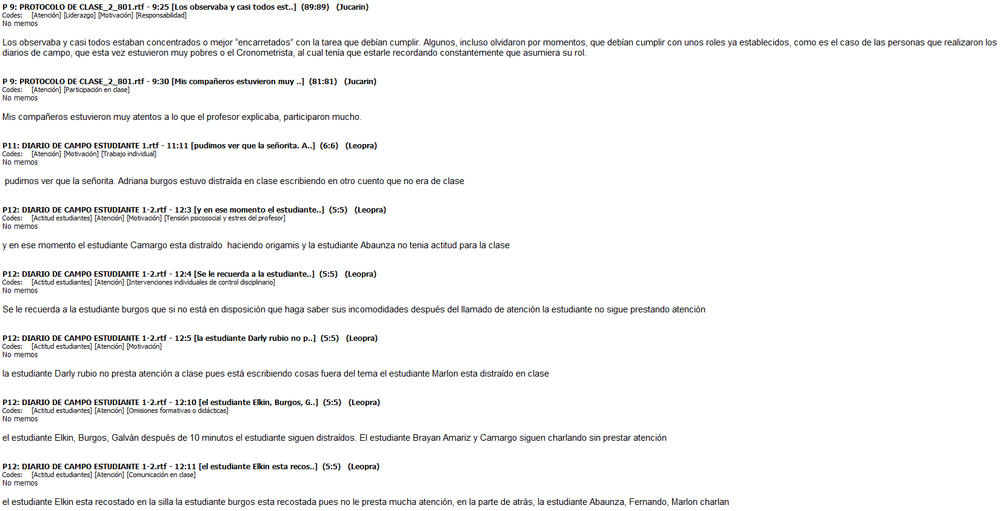 P 9: PROTOCOLO DE CLASE_2_801.rtf - 9:25 [Los observaba y casi todos est..]  (89:89)   (Jucarin)
Codes: [Atención] [Liderazgo] [Motivación] [Responsabilidad]
No memos
Los observaba y casi todos estaban concentrados o mejor “encarretados” con la tarea que debían cumplir. Algunos, incluso olvidaron por momentos, que debían cumplir con unos roles ya establecidos, como es el caso de las personas que realizaron los
diarios de campo, que esta vez estuvieron muy pobres o el Cronometrista, al cual tenía que estarle recordando constantemente que asumiera su rol.
P 9: PROTOCOLO DE CLASE_2_801.rtf - 9:30 [Mis compañeros estuvieron muy ..]  (81:81)   (Jucarin)
Codes: [Atención] [Participación en clase]
No memos
Mis compañeros estuvieron muy atentos a lo que el profesor explicaba, participaron mucho.
P11: DIARIO DE CAMPO ESTUDIANTE 1.rtf - 11:11 [pudimos ver que la señorita. A..]  (6:6)   (Leopra)
Codes: [Atención] [Motivación] [Trabajo individual]
No memos
pudimos ver que la señorita. Adriana burgos estuvo distraída en clase escribiendo en otro cuento que no era de clase
P12: DIARIO DE CAMPO ESTUDIANTE 1-2.rtf - 12:3 [y en ese momento el estudiante..]  (5:5)   (Leopra)
Codes: [Actitud estudiantes] [Atención] [Motivación] [Tensión psicosocial y estres del profesor]
No memos
y en ese momento el estudiante Camargo esta distraído  haciendo origamis y la estudiante Abaunza no tenia actitud para la clase
P12: DIARIO DE CAMPO ESTUDIANTE 1-2.rtf - 12:4 [Se le recuerda a la estudiante..]  (5:5)   (Leopra)
Codes: [Actitud estudiantes] [Atención] [Intervenciones individuales de control disciplinario]
No memos
Se le recuerda a la estudiante burgos que si no está en disposición que haga saber sus incomodidades después del llamado de atención la estudiante no sigue prestando atención
P12: DIARIO DE CAMPO ESTUDIANTE 1-2.rtf - 12:5 [la estudiante Darly rubio no p..]  (5:5)   (Leopra)
Codes: [Actitud estudiantes] [Atención] [Motivación]
No memos
la estudiante Darly rubio no presta atención a clase pues está escribiendo cosas fuera del tema el estudiante Marlon esta distraído en clase
P12: DIARIO DE CAMPO ESTUDIANTE 1-2.rtf - 12:10 [el estudiante Elkin, Burgos, G..]  (5:5)   (Leopra)
Codes: [Actitud estudiantes] [Atención] [Omisiones formativas o didácticas]
No memos
el estudiante Elkin, Burgos, Galván después de 10 minutos el estudiante siguen distraídos. El estudiante Brayan Amariz y Camargo siguen charlando sin prestar atención
P12: DIARIO DE CAMPO ESTUDIANTE 1-2.rtf - 12:11 [el estudiante Elkin esta recos..]  (5:5)   (Leopra)
Codes: [Actitud estudiantes] [Atención] [Comunicación en clase]
No memos
el estudiante Elkin esta recostado en la silla la estudiante burgos esta recostada pues no le presta mucha atención, en la parte de atrás, la estudiante Abaunza, Fernando, Marlon charlan